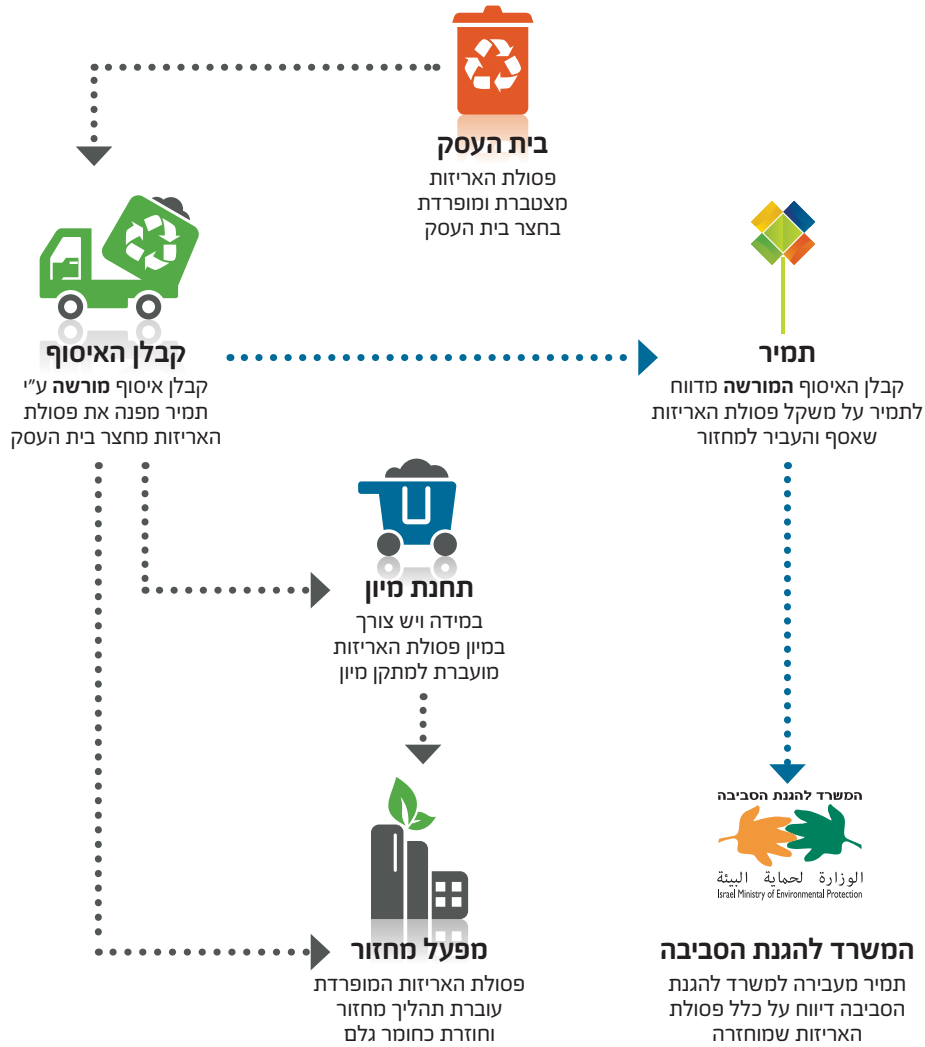 בית העסק
פסולת האריזות
מצטברת ומופרדת
בחצר בית העסק
קבלן האיסוף
קבלן איסוף מורשה ע״י
תמיר מפנה את פסולת
האריזות מחצר בית העסק
תמיר
קבלן האיסוף המורשה מדווח
לתמיר על משקל פסולת האריזות
שאסף והעביר למחזור
תחנת מיון
במידה ויש צורך
במיון פסולת האריזות
מועברת למתקן מיון
המשרד להגנת הסביבה
الوزارة لحماية البيئة
Israel Ministry of Environmental Protection
מפעל מחזור
פסולת האריזות המופרדת
עוברת תהליך מחזור
וחוזרת כחומר גלם
המשרד להגנת הסביבה
תמיר מעבירה למשרד להגנת
הסביבה דיווח על כלל פסולת
האריזות שמוחזרה